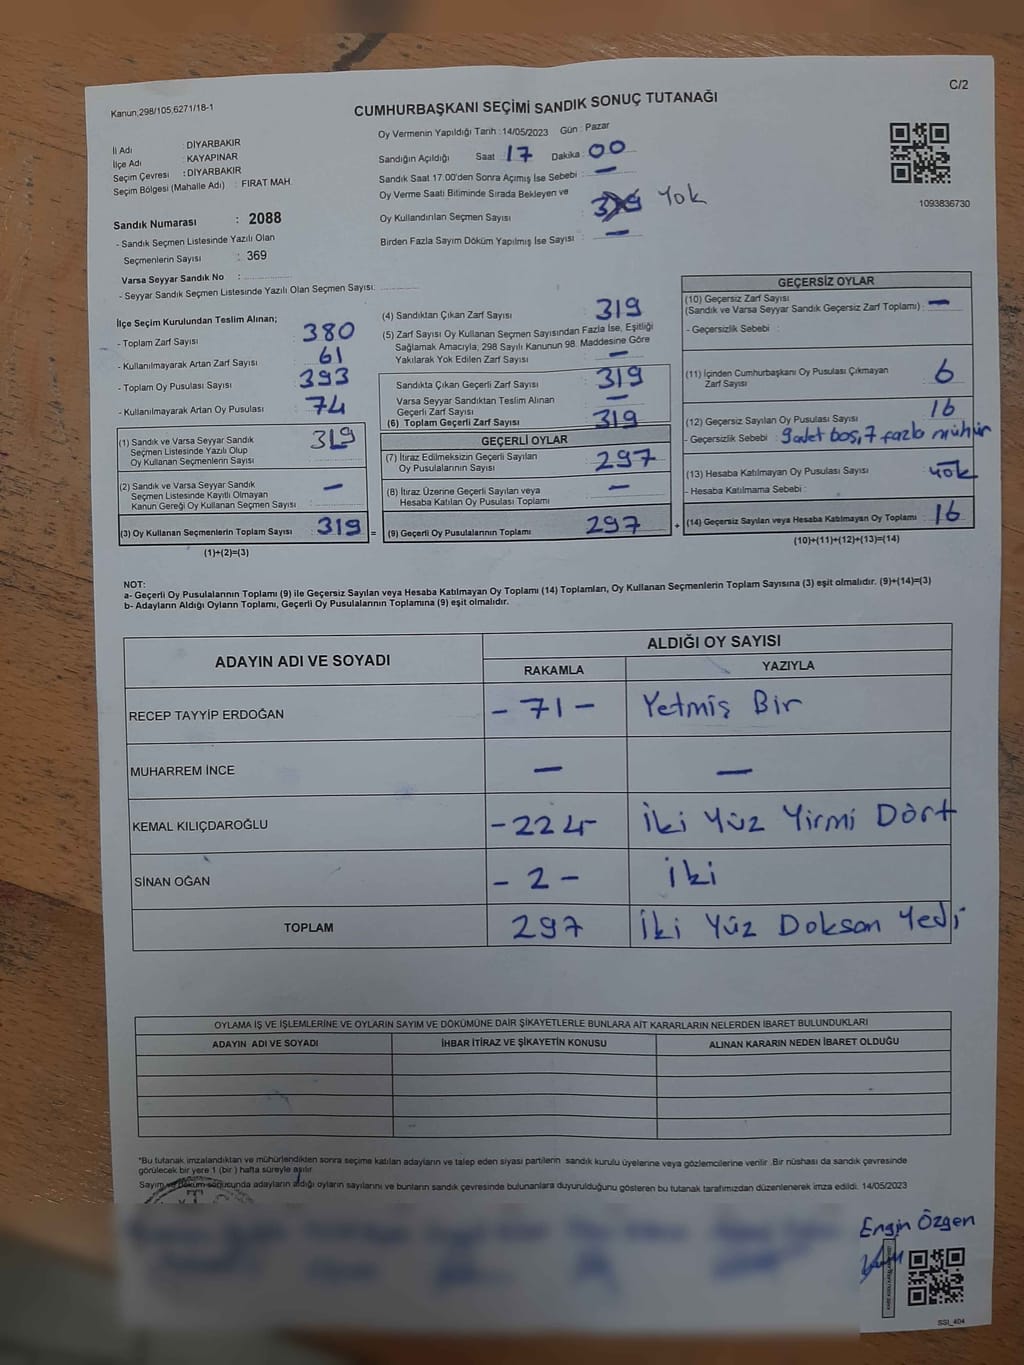 C/2
Kanun;298/105,6271/18-1
CUMHURBAŞKANI SEÇİMİ SANDIK SONUÇ TUTANAĞI
İl Adı : DİYARBAKIR
İlçe Adı : KAYAPINAR
Seçim Çevresi : DİYARBAKIR
Seçim Bölgesi (Mahalle Adı) : FIRAT MAH.
Sandık Numarası : 2088
- Sandık Seçmen Listesinde Yazılı Olan
Seçmenlerin Sayısı : 369
Varsa Seyyar Sandık No :
- Seyyar Sandık Seçmen Listesinde Yazılı Olan Seçmen Sayısı:
Oy Vermenin Yapıldığı Tarih : 14/05/2023 Gün : Pazar
Sandığın Açıldığı Saat 17 Dakika : 00
Sandık Saat 17:00'den Sonra Açımış İse Sebebi : —
Oy Verme Saati Bitiminde Sırada Bekleyen ve
Oy Kullandırılan Seçmen Sayısı : 319 Yok
Birden Fazla Sayım Döküm Yapılmış İse Sayısı : —
1093836730
İlçe Seçim Kurulundan Teslim Alınan;
- Toplam Zarf Sayısı : 380
- Kullanılmayarak Artan Zarf Sayısı : 61
- Toplam Oy Pusulası Sayısı : 393
- Kullanılmayarak Artan Oy Pusulası : 74
(1) Sandık ve Varsa Seyyar Sandık
Seçmen Listesinde Yazılı Olup
Oy Kullanan Seçmenlerin Sayısı : 319
(2) Sandık ve Varsa Seyyar Sandık
Seçmen Listesinde Kayıtlı Olmayan
Kanun Gereği Oy Kullanan Seçmen Sayısı : —
(3) Oy Kullanan Seçmenlerin Toplam Sayısı : 319 =
(1)+(2)=(3)
(4) Sandıktan Çıkan Zarf Sayısı : 319
(5) Zarf Sayısı Oy Kullanan Seçmen Sayısından Fazla İse, Eşitliği
Sağlamak Amacıyla, 298 Sayılı Kanunun 98. Maddesine Göre
Yakılarak Yok Edilen Zarf Sayısı : —
Sandıkta Çıkan Geçerli Zarf Sayısı : 319
Varsa Seyyar Sandıktan Teslim Alınan
Geçerli Zarf Sayısı : —
(6) Toplam Geçerli Zarf Sayısı : 319
GEÇERLİ OYLAR
(7) İtiraz Edilmeksizin Geçerli Sayılan
Oy Pusulalarının Sayısı : 297
(8) İtiraz Üzerine Geçerli Sayılan veya
Hesaba Katılan Oy Pusulası Toplamı : —
(9) Geçerli Oy Pusulalarının Toplamı : 297 +
GEÇERSİZ OYLAR
(10) Geçersiz Zarf Sayısı
(Sandık ve Varsa Seyyar Sandık Geçersiz Zarf Toplamı) : —
- Geçersizlik Sebebi :
(11) İçinden Cumhurbaşkanı Oy Pusulası Çıkmayan
Zarf Sayısı : 6
(12) Geçersiz Sayılan Oy Pusulası Sayısı : 16
- Geçersizlik Sebebi : 9 adet boş, 7 fazla mühür
(13) Hesaba Katılmayan Oy Pusulası Sayısı : Yok
- Hesaba Katılmama Sebebi :
(14) Geçersiz Sayılan veya Hesaba Katılmayan Oy Toplamı : 16
(10)+(11)+(12)+(13)=(14)
NOT:
a- Geçerli Oy Pusulalarının Toplamı (9) ile Geçersiz Sayılan veya Hesaba Katılmayan Oy Toplamı (14) Toplamları, Oy Kullanan Seçmenlerin Toplam Sayısına (3) eşit olmalıdır. (9)+(14)=(3)
b- Adayların Aldığı Oyların Toplamı, Geçerli Oy Pusulalarının Toplamına (9) eşit olmalıdır.
ADAYIN ADI VE SOYADI
ALDIĞI OY SAYISI
RAKAMLA YAZIYLA
RECEP TAYYİP ERDOĞAN - 71 - Yetmiş Bir
MUHARREM İNCE — —
KEMAL KILIÇDAROĞLU - 224 - İki Yüz Yirmi Dört
SİNAN OĞAN - 2 - İki
TOPLAM 297 İki Yüz Doksan Yedi
OYLAMA İŞ VE İŞLEMLERİNE VE OYLARIN SAYIM VE DÖKÜMÜNE DAİR ŞİKAYETLERLE BUNLARA AİT KARARLARIN NELERDEN İBARET BULUNDUKLARI
ADAYIN ADI VE SOYADI İHBAR İTİRAZ VE ŞİKAYETİN KONUSU ALINAN KARARIN NEDEN İBARET OLDUĞU
*Bu tutanak imzalandıktan ve mühürlendikten sonra seçime katılan adayların ve talep eden siyasi partilerin sandık kurulu üyelerine veya gözlemcilerine verilir. Bir nüshası da sandık çevresinde
görülecek bir yere 1 (bir) hafta süreyle asılır.
Sayım ve döküm sonucunda adayların aldığı oyların sayılarını ve bunların sandık çevresinde bulunanlara duyurulduğunu gösteren bu tutanak tarafımızdan düzenlenerek imza edildi. 14/05/2023
Engin Özgen
SSI_404